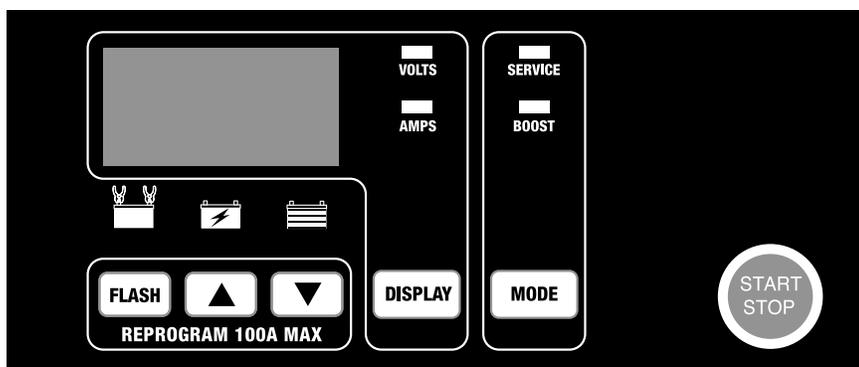 VOLTS
SERVICE
AMPS
BOOST
FLASH
DISPLAY
MODE
START
STOP
REPROGRAM 100A MAX